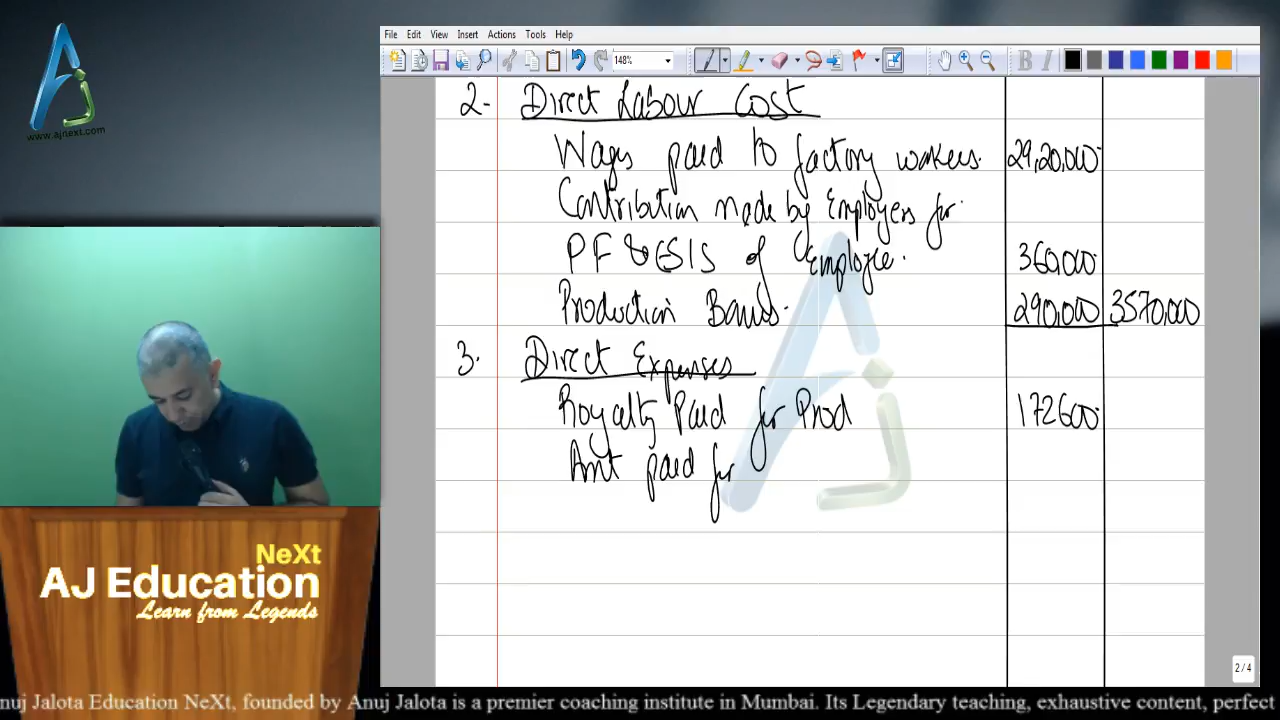 www.ajnext.com
File Edit View Insert Actions Tools Help
148%
2. Direct Labour Cost
Wages paid to factory workers. 29,20,000
Contribution made by Employers for
PF & ESIS of Employee. 360,000
Production Bonus. 290,000 3570,000
3. Direct Expenses
Royalty Paid for Prod 172600
Amt paid for
NeXt
AJ Education
Learn from Legends
2/4
nuj Jalota Education NeXt, founded by Anuj Jalota is a premier coaching institute in Mumbai. Its Legendary teaching, exhaustive content, perfect